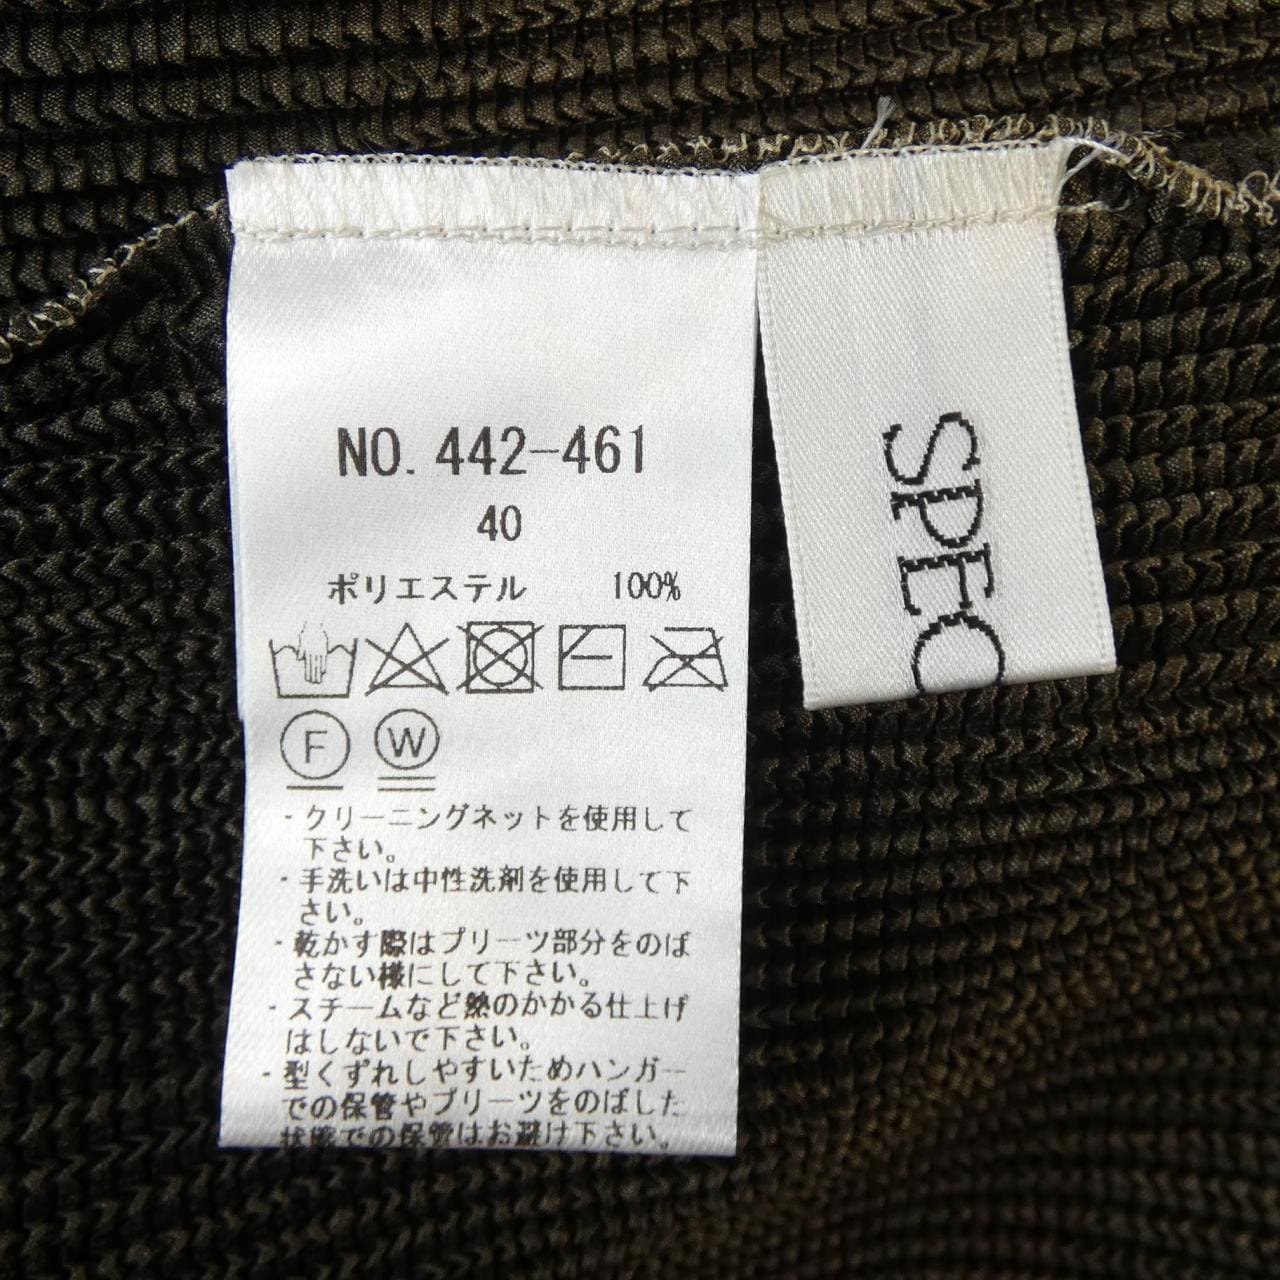 NO. 442-461
40
ポリエステル 100%
F W
・クリーニングネットを使用して
下さい。
・手洗いは中性洗剤を使用して下
さい。
・乾かす際はプリーツ部分をのば
さない様にして下さい。
・スチームなど熱のかかる仕上げ
はしないで下さい。
・型くずれしやすいためハンガー
での保管やプリーツをのばした
状態での保管はお避け下さい。
SPEC